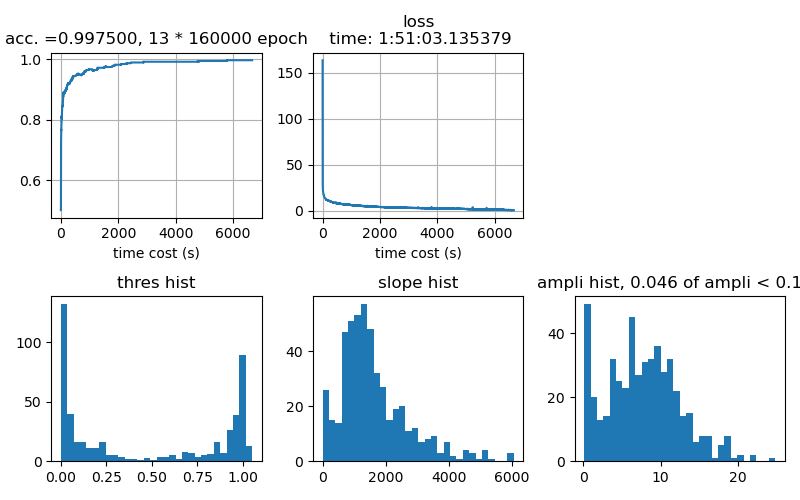 acc. =0.997500, 13 * 160000 epoch
1.0
0.8
0.6
0 2000 4000 6000
time cost (s)
loss
time: 1:51:03.135379
150
100
50
0
0 2000 4000 6000
time cost (s)
thres hist
100
50
0
0.00 0.25 0.50 0.75 1.00
slope hist
40
20
0
0 2000 4000 6000
ampli hist, 0.046 of ampli < 0.1
40
20
0
0 10 20